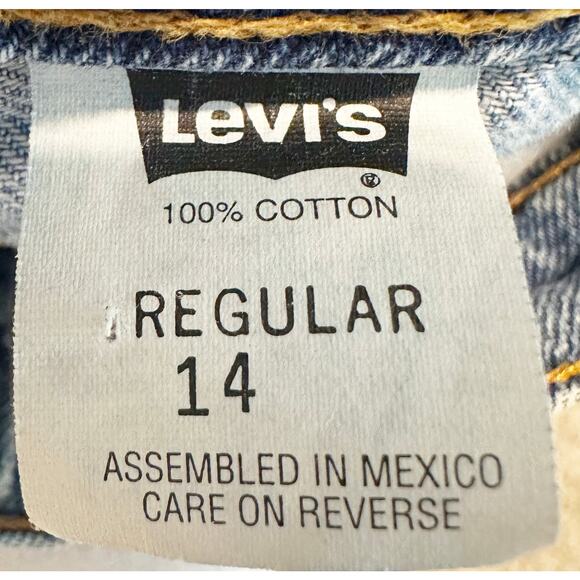 Levi's
®
100% COTTON
REGULAR
14
ASSEMBLED IN MEXICO
CARE ON REVERSE